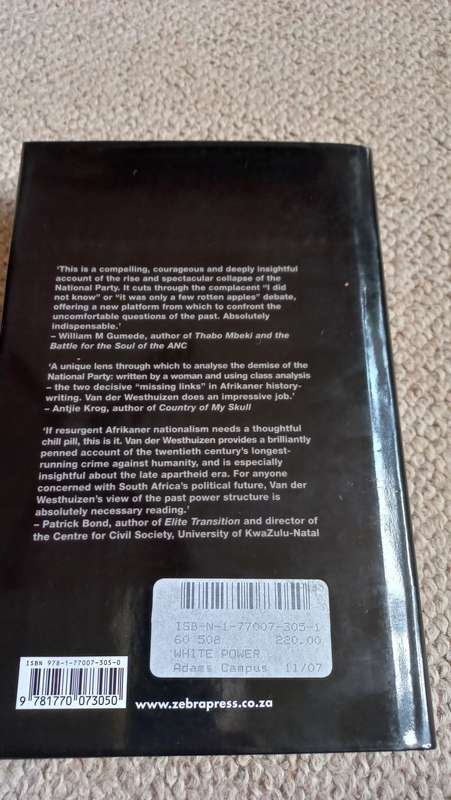 'This is a compelling, courageous and deeply insightful
account of the rise and spectacular collapse of the
National Party. It cuts through the complacent "I did
not know" or "it was only a few rotten apples" debate,
offering a new platform from which to confront the
uncomfortable questions of the past. Absolutely
indispensable.'
– William M Gumede, author of Thabo Mbeki and the
Battle for the Soul of the ANC
'A unique lens through which to analyse the demise of the
National Party: written by a woman and using class analysis
– the two decisive "missing links" in Afrikaner history-
writing. Van der Westhuizen does an impressive job.'
– Antjie Krog, author of Country of My Skull
'If resurgent Afrikaner nationalism needs a thoughtful
chill pill, this is it. Van der Westhuizen provides a brilliantly
penned account of the twentieth century's longest-
running crime against humanity, and is especially
insightful about the late apartheid era. For anyone
concerned with South Africa's political future, Van der
Westhuizen's view of the past power structure is
absolutely necessary reading.'
– Patrick Bond, author of Elite Transition and director of
the Centre for Civil Society, University of KwaZulu-Natal
ISB-N-1-77007-305-1
60 508 220.00
WHITE POWER
Adams Campus 11/07
ISBN 978-1-77007-305-0
9 781770 073050
www.zebrapress.co.za